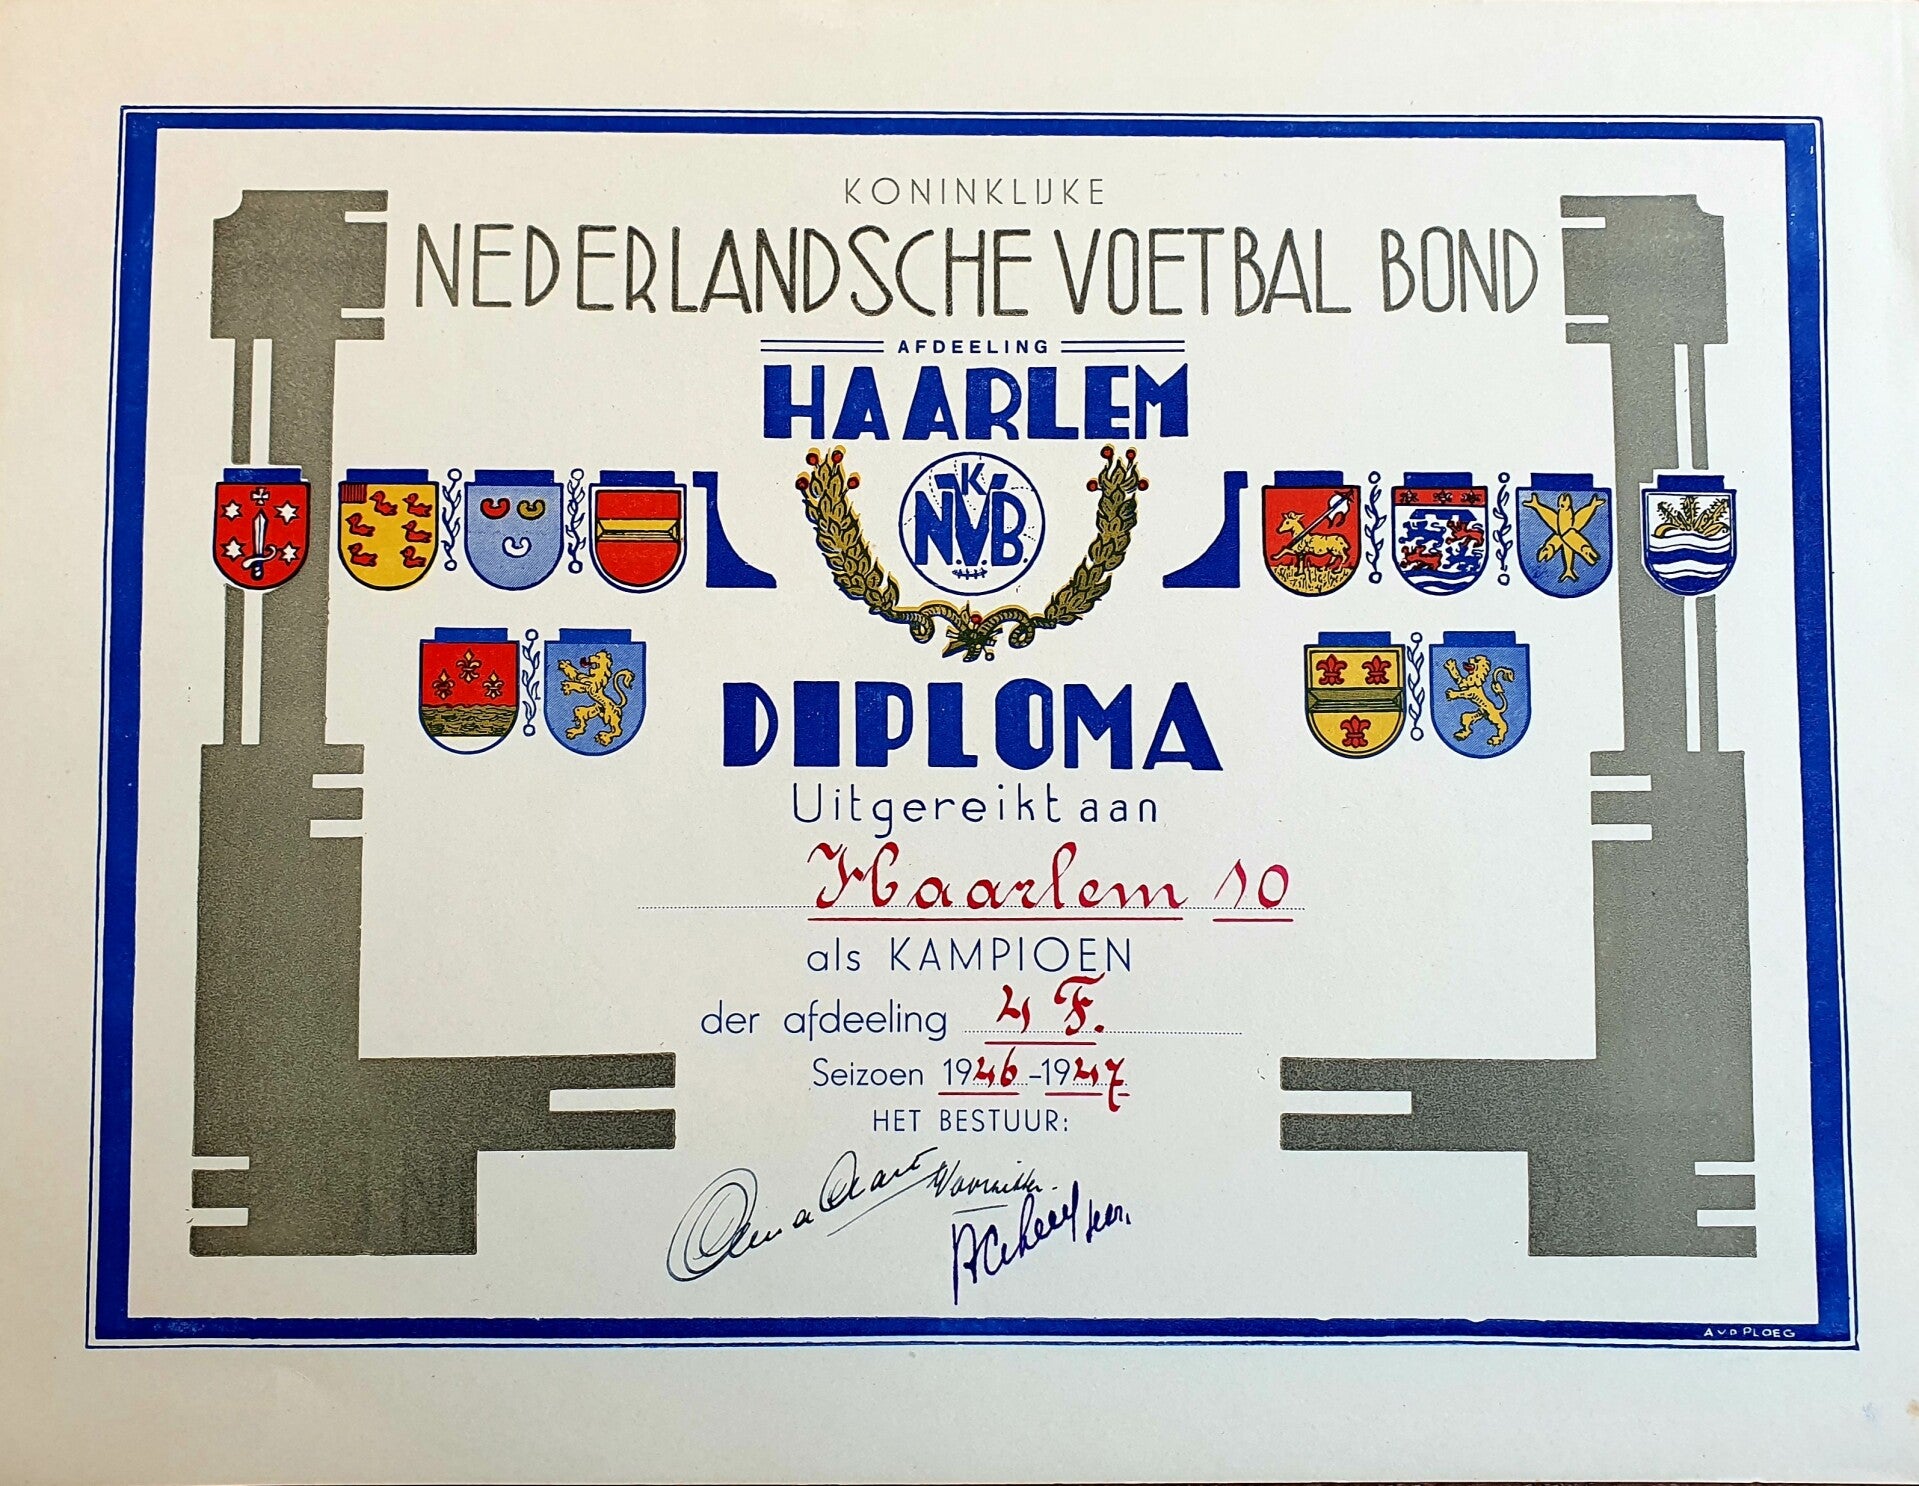 KONINKLIJKE
NEDERLANDSCHE VOETBAL BOND
AFDEELING
HAARLEM
K
N.V.B.
DIPLOMA
Uitgereikt aan
Haarlem 10
als KAMPIOEN
der afdeeling 4 F.
Seizoen 1946-1947
HET BESTUUR:
Voorzitter.
secr.
A V D PLOEG